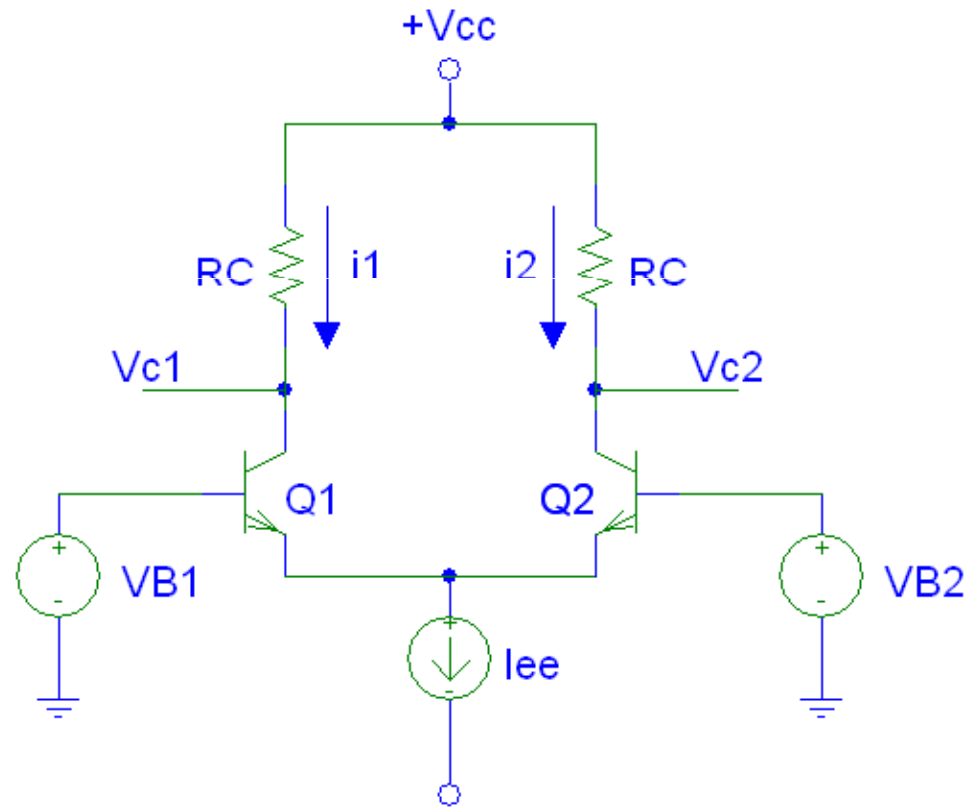 +Vcc
RC
i1
i2
RC
Vc1
Vc2
Q1
Q2
+
-
VB1
+
-
VB2
+
-
Iee